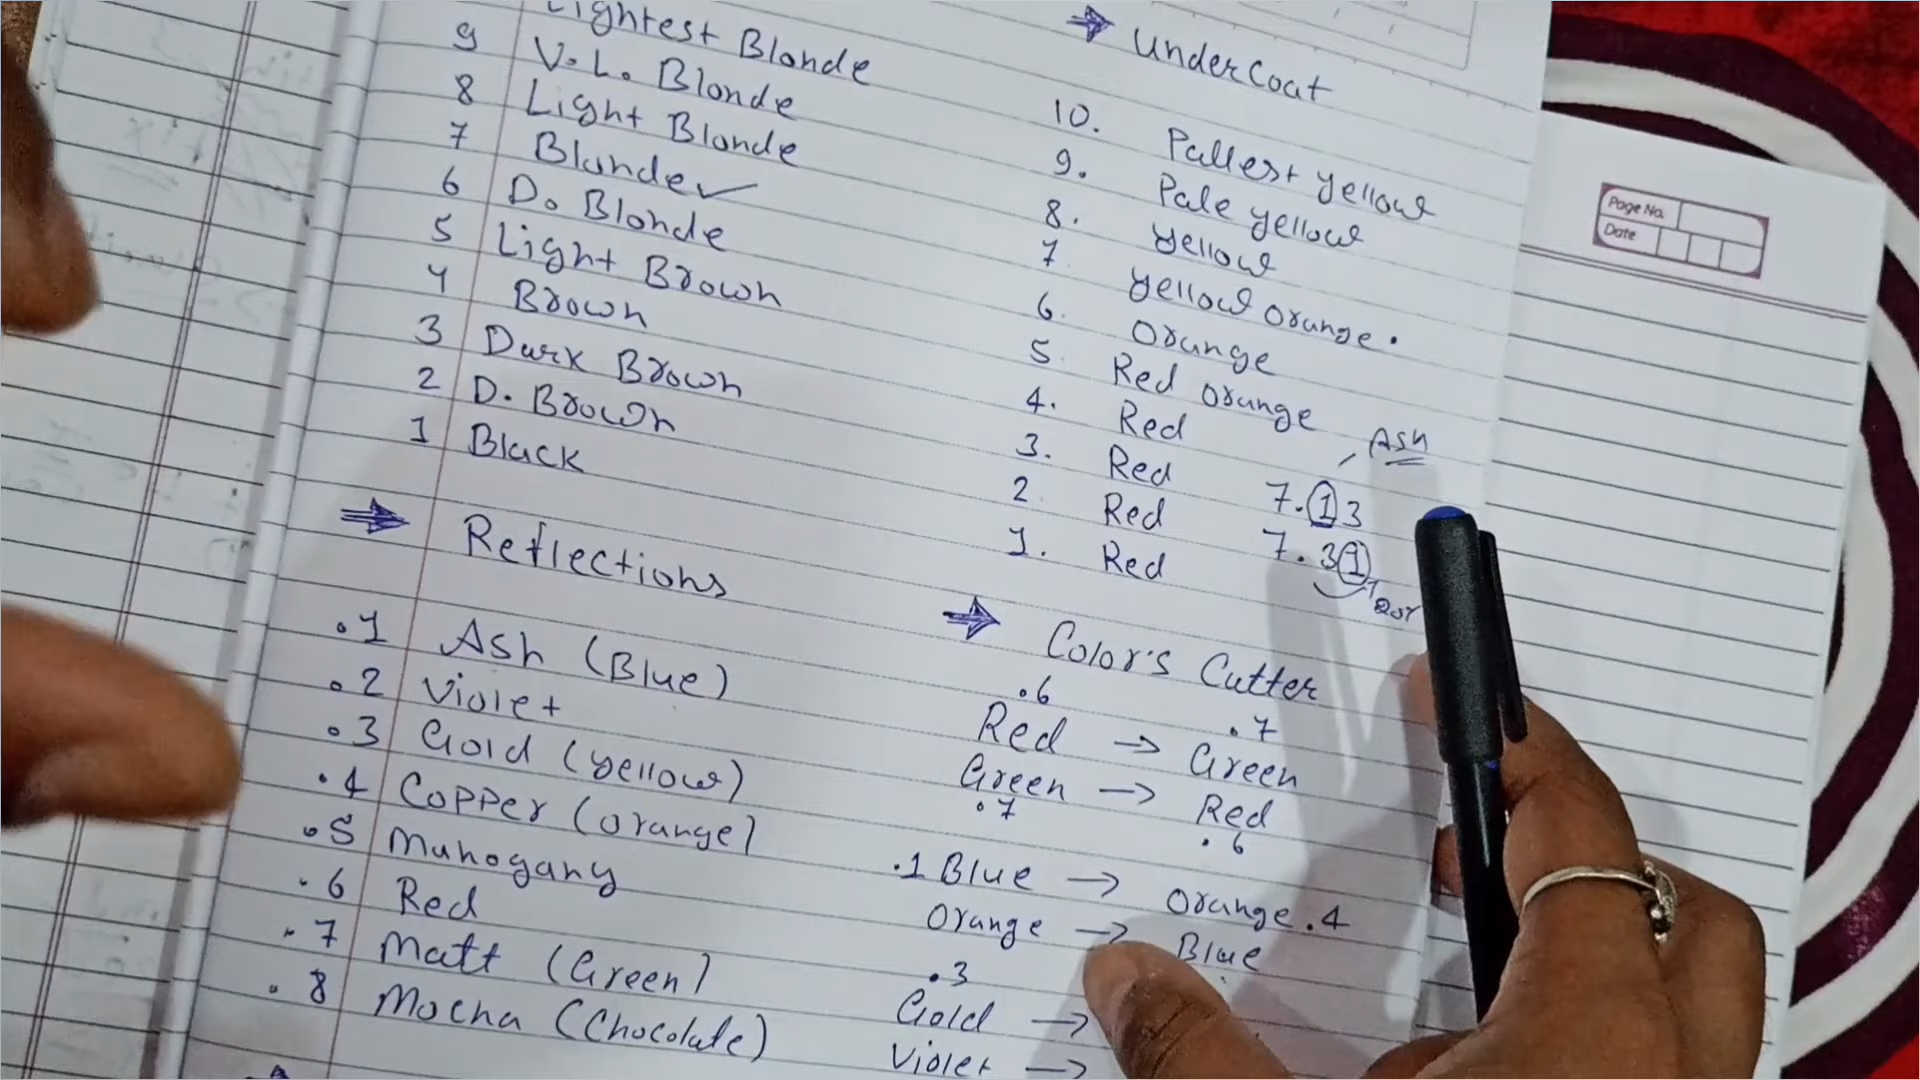 Lightest Blonde
9 V.L. Blonde
8 Light Blonde
7 Blonde ✓
6 D. Blonde
5 Light Brown
4 Brown
3 Dark Brown
2 D. Brown
1 Black
⇒ Reflections
.1 Ash (Blue)
.2 Violet
.3 Gold (yellow)
.4 Copper (Orange)
.5 Mahogany
.6 Red
.7 Matt (Green)
.8 Mocha (Chocolate)
⇒ UnderCoat
10. Pallest yellow
9. Pale yellow
8. yellow
7. yellow orange.
6. Orange
5. Red orange
4. Red
3. Red
2. Red
1. Red
Ash
7.13
7.31
⇒ Color's Cutter
.6 .7
Red → Green
Green → Red
.7 .6
.1 Blue → Orange .4
Orange → Blue
.3
Gold →
Violet →
Page No.
Date